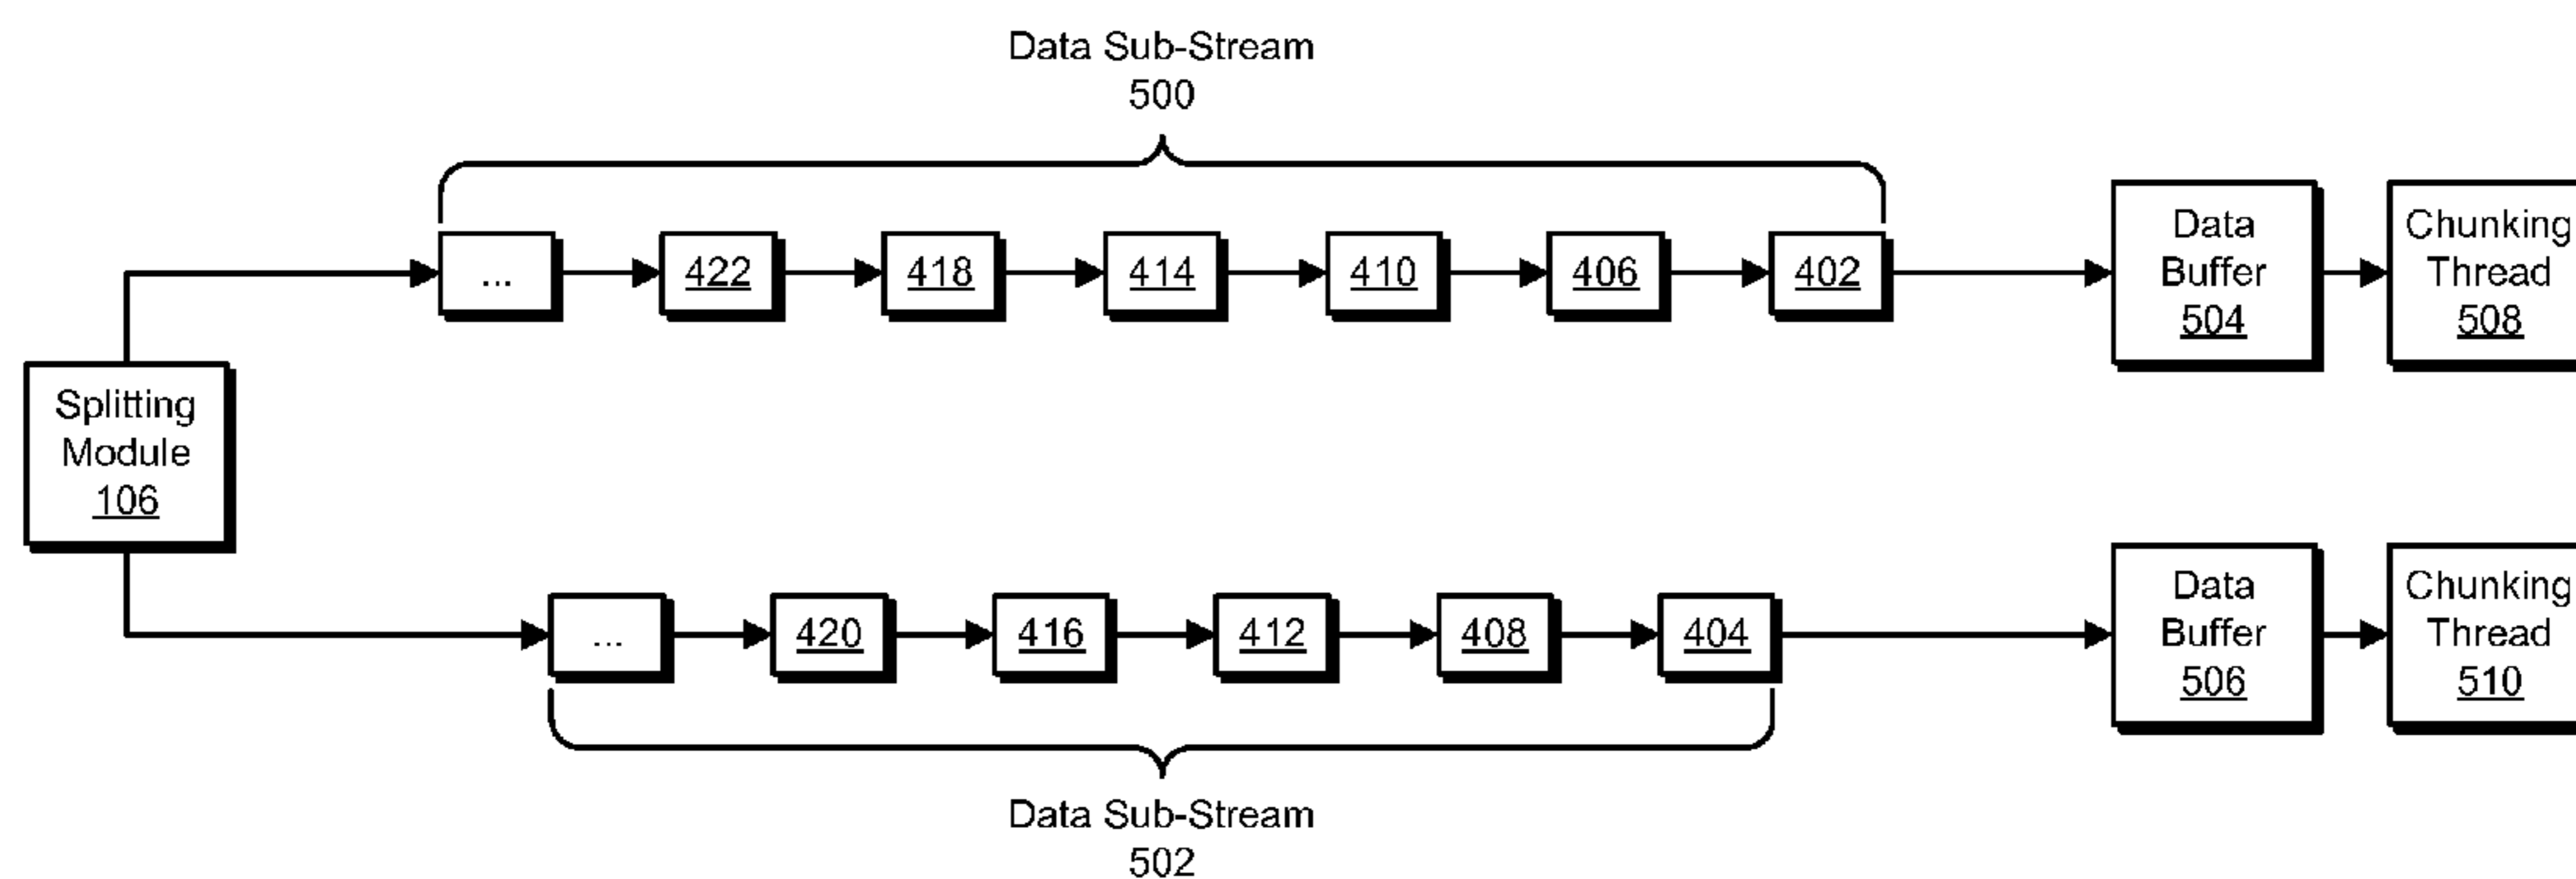 Data Sub-Stream
500
... 422 418 414 410 406 402
Data
Buffer
504
Chunking
Thread
508
Splitting
Module
106
... 420 416 412 408 404
Data
Buffer
506
Chunking
Thread
510
Data Sub-Stream
502